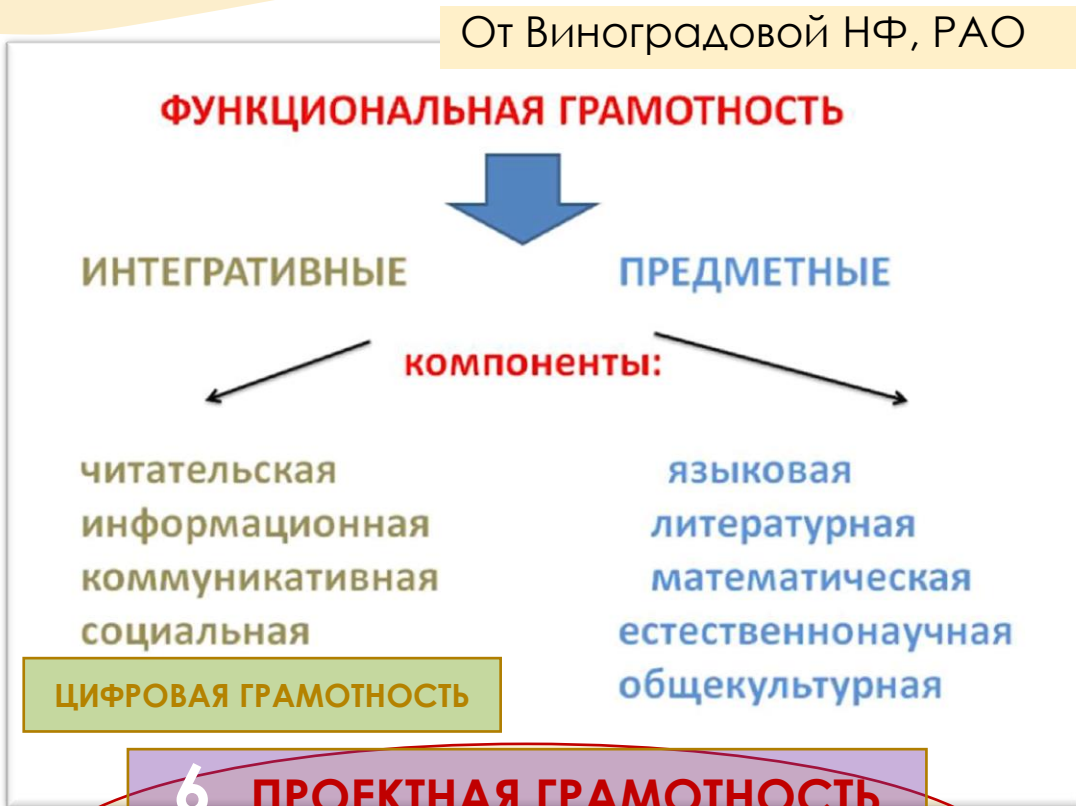 От Виноградовой НФ, РАО
ФУНКЦИОНАЛЬНАЯ ГРАМОТНОСТЬ
ИНТЕГРАТИВНЫЕ ПРЕДМЕТНЫЕ
компоненты:
читательская языковая
информационная литературная
коммуникативная математическая
социальная естественнонаучная
общекультурная
ЦИФРОВАЯ ГРАМОТНОСТЬ
6 ПРОЕКТНАЯ ГРАМОТНОСТЬ